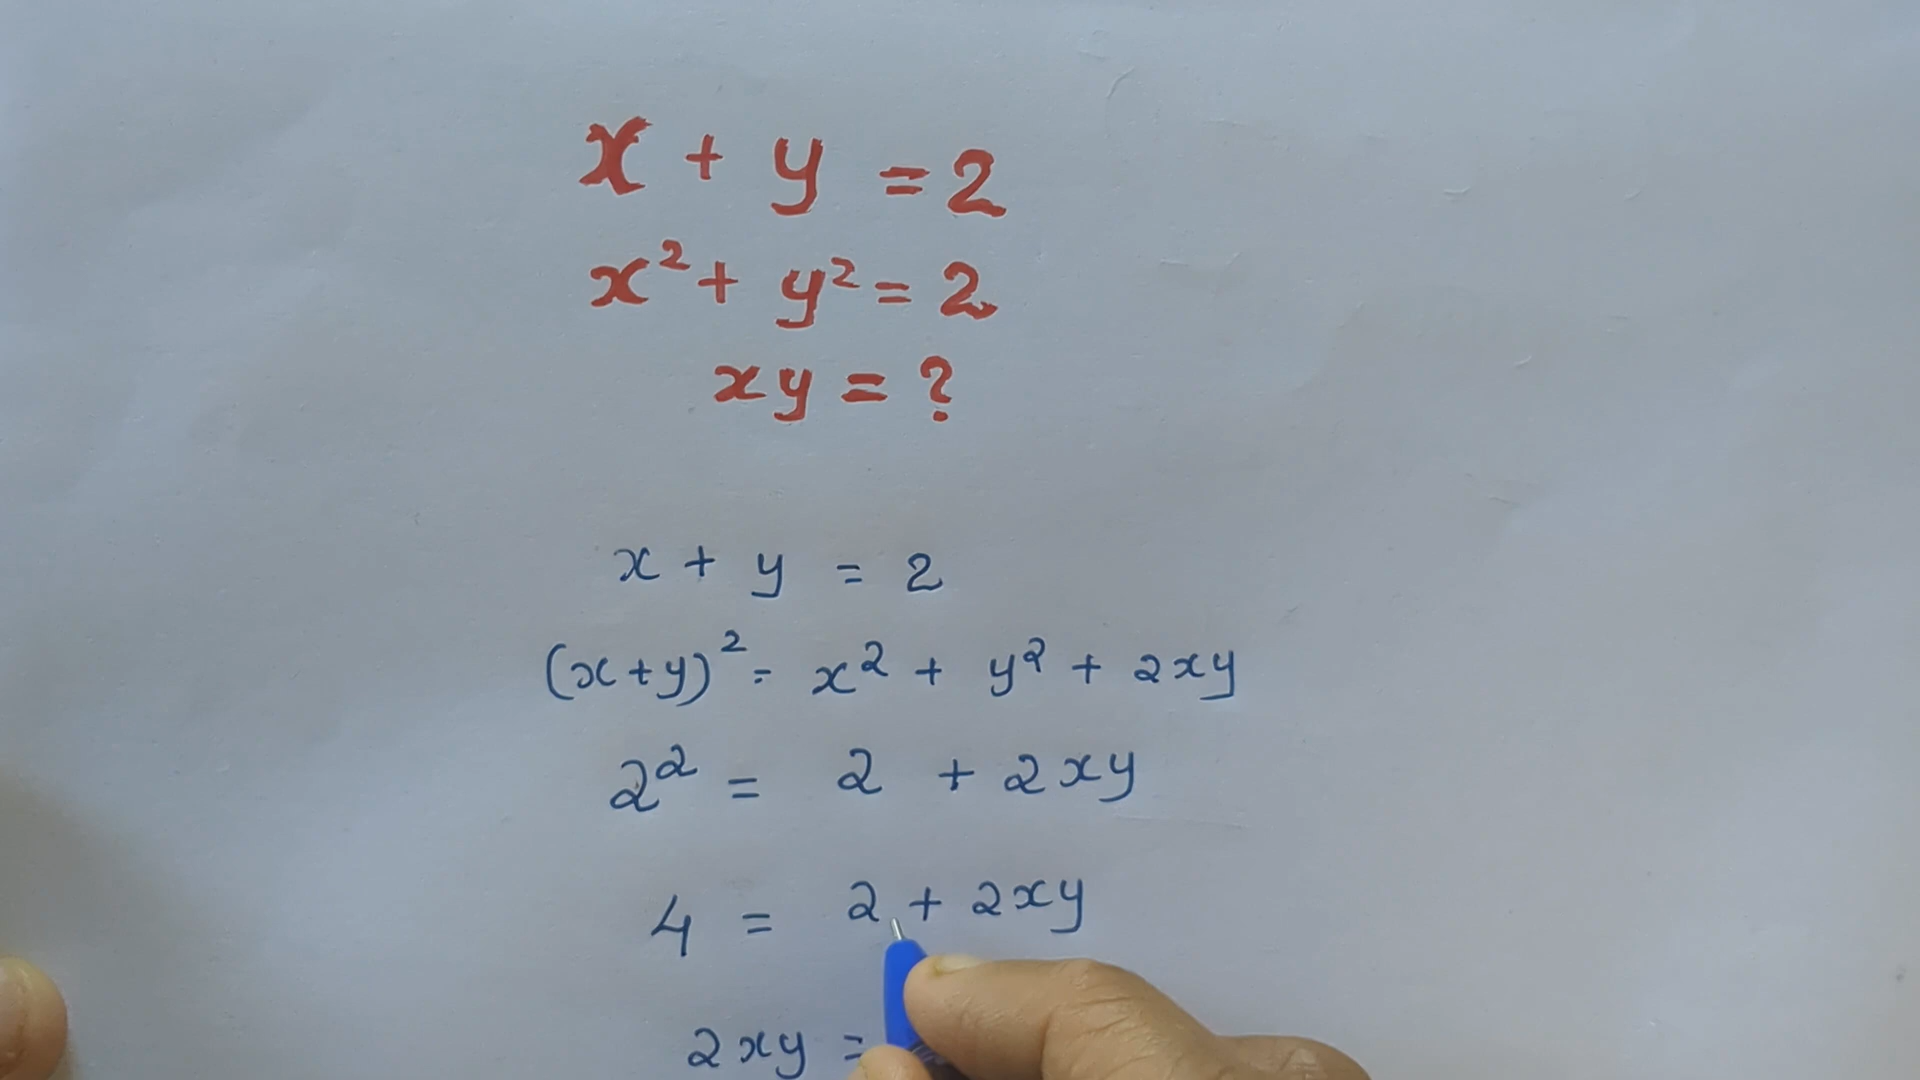 x + y = 2
x² + y² = 2
xy = ?
x + y = 2
(x+y)² = x² + y² + 2xy
2² = 2 + 2xy
4 = 2 + 2xy
2xy =